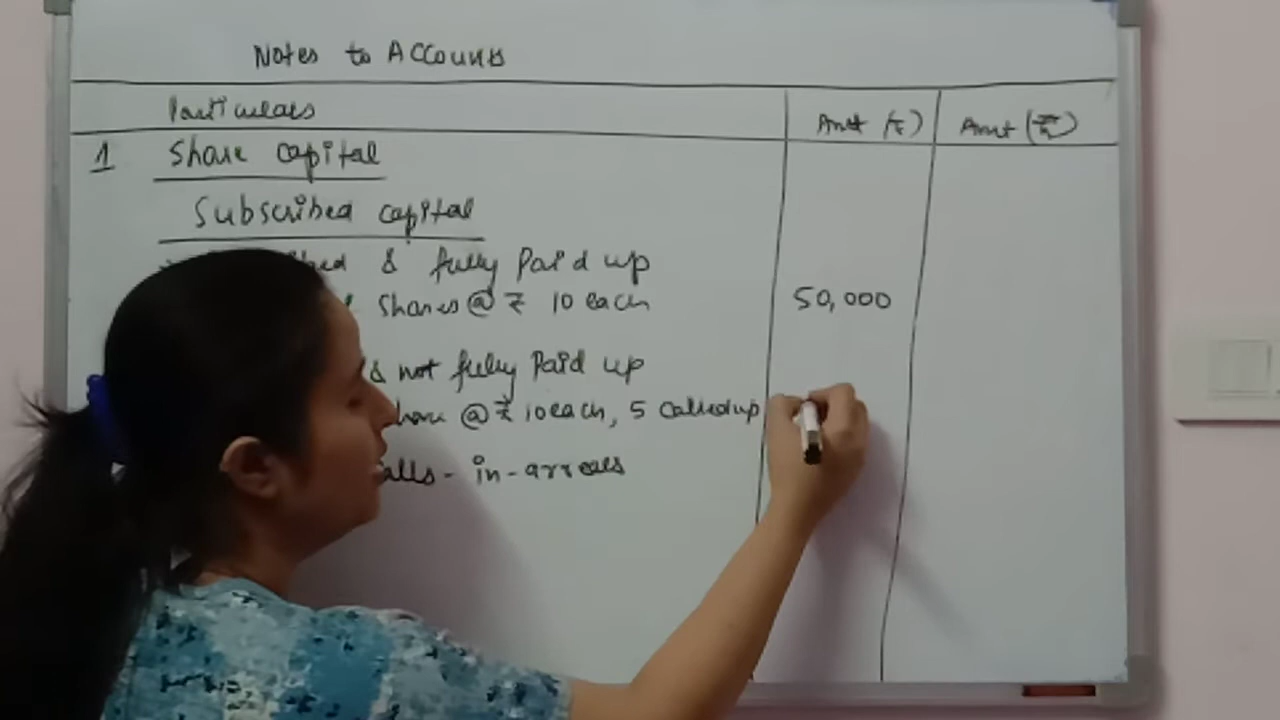 Notes to Accounts
Particulars Amt (₹) Amt (₹)
1 Share capital
Subscribed capital
& fully Paid up
Shares @ ₹ 10 each 50,000
& not fully Paid up
@ ₹ 10 each, 5 Called up
in-arrears